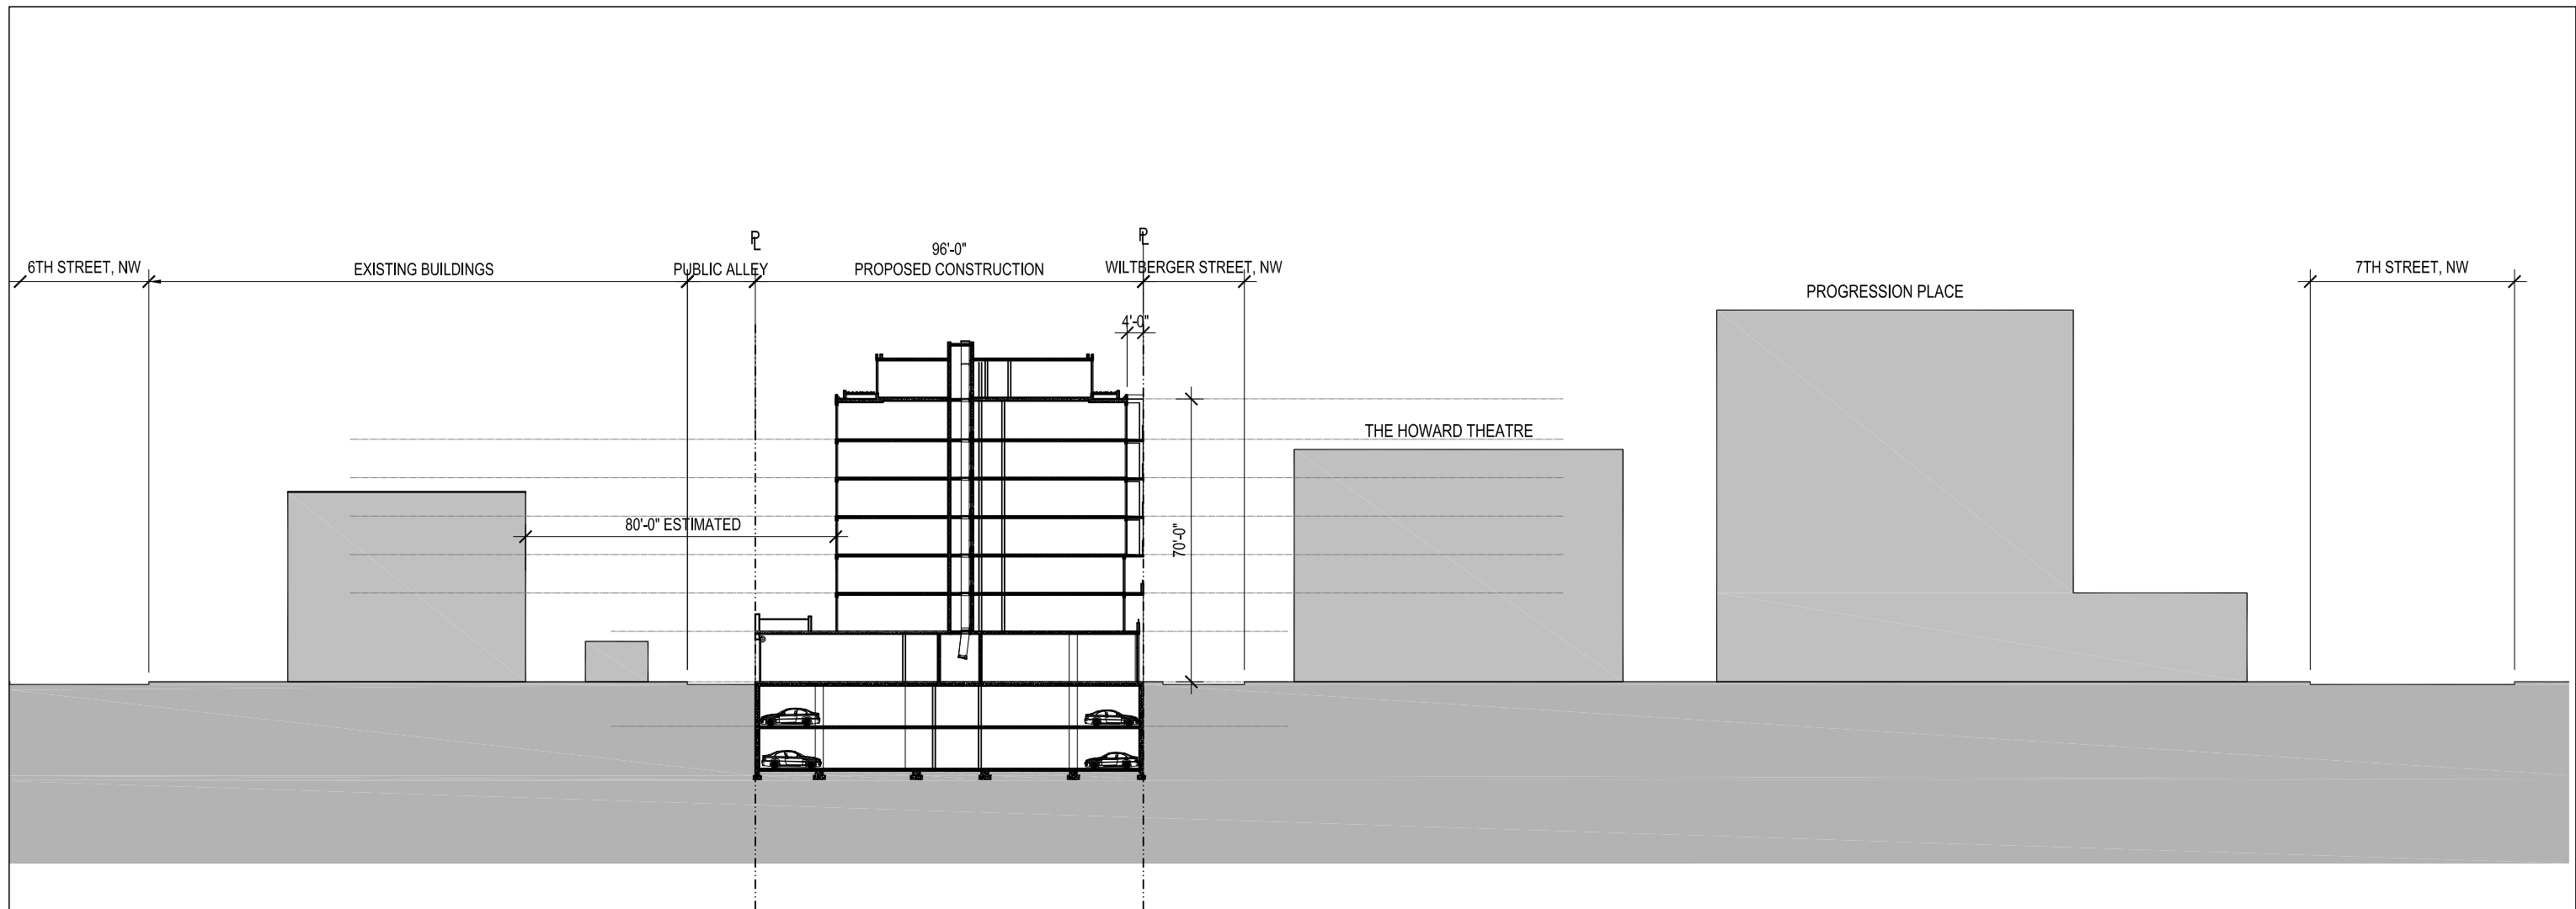 PL
PL
96'-0"
6TH STREET, NW
EXISTING BUILDINGS
PUBLIC ALLEY
PROPOSED CONSTRUCTION
WILTBERGER STREET, NW
7TH STREET, NW
PROGRESSION PLACE
4'-0"
THE HOWARD THEATRE
80'-0" ESTIMATED
70'-0"